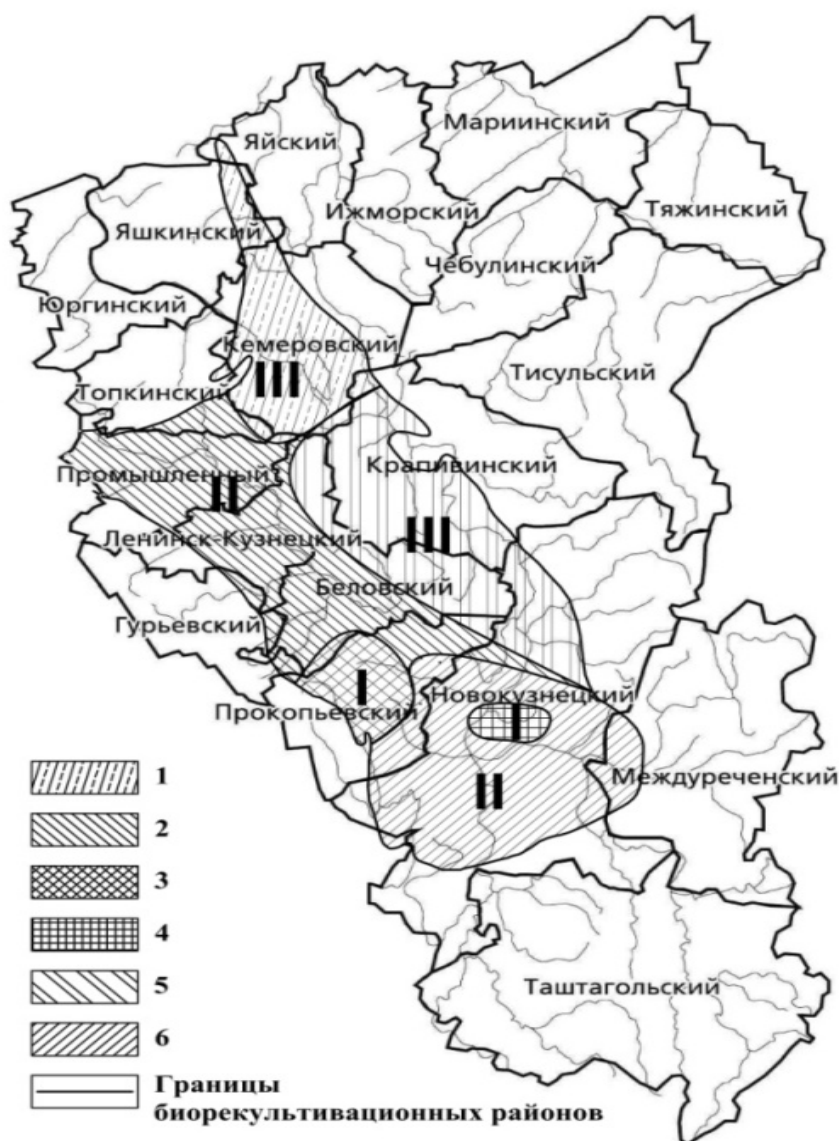 Мариинский
Яйский
Ижморский
Тяжинский
Яшкинский
Чебулинский
Юргинский
Кемеровский
Тисульский
III
Топкинский
Крапивинский
Промышленный
II
III
Ленинск-Кузнецкий
Беловский
Гурьевский
I
Новокузнецкий
Прокопьевский
I
Междуреченский
II
1
2
3
4
5
Таштагольский
6
Границы
биорекультивационных районов